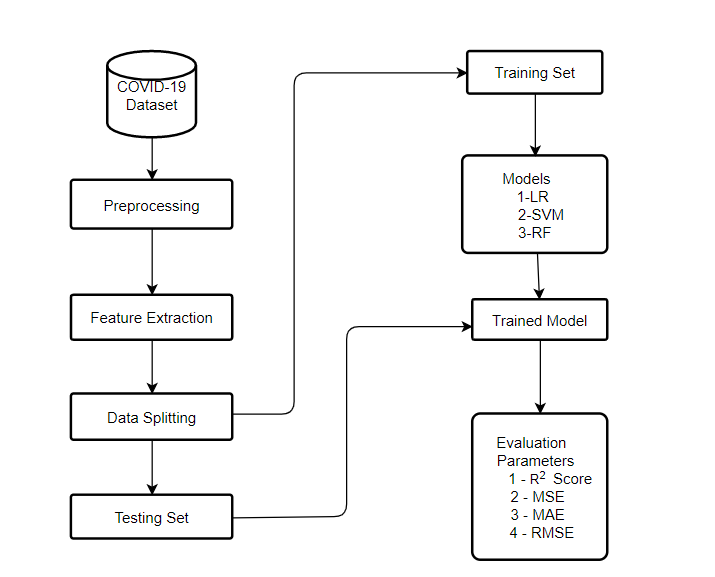 COVID-19
Dataset
Preprocessing
Feature Extraction
Data Splitting
Testing Set
Training Set
Models
1-LR
2-SVM
3-RF
Trained Model
Evaluation
Parameters
1 - R² Score
2 - MSE
3 - MAE
4 - RMSE